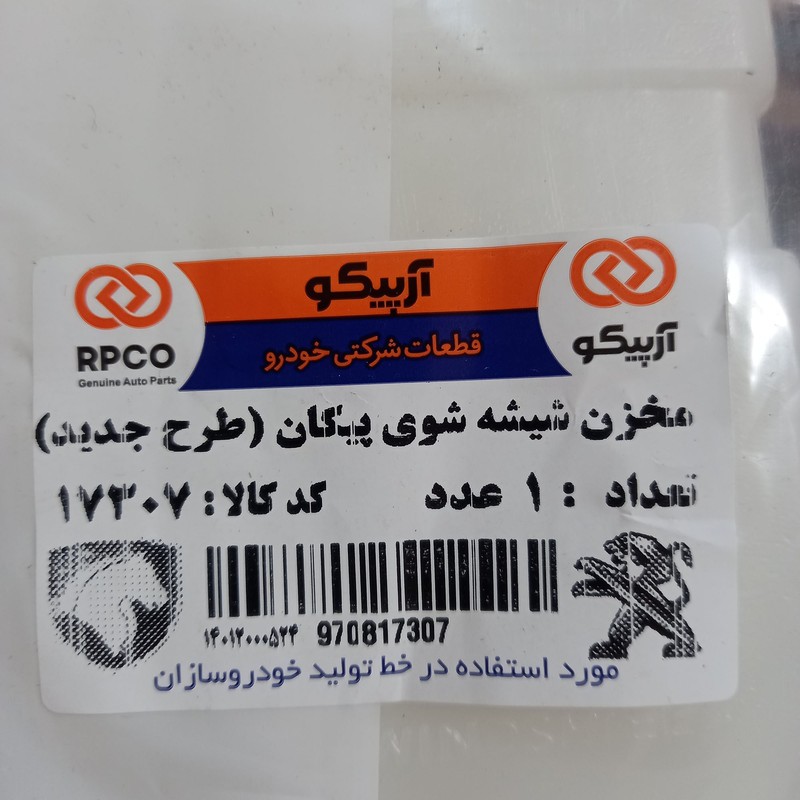 آرپیکو
قطعات شرکتی خودرو
RPCO
Genuine Auto Parts
آرپیکو
مخزن شیشه شوی پیکان (طرح جدید)
تعداد : ۱ عدد کد کالا : ۱۷۳۰۷
۱۴۰۱۲۰۰۰۵۲۴ 970817307
مورد استفاده در خط تولید خودروسازان